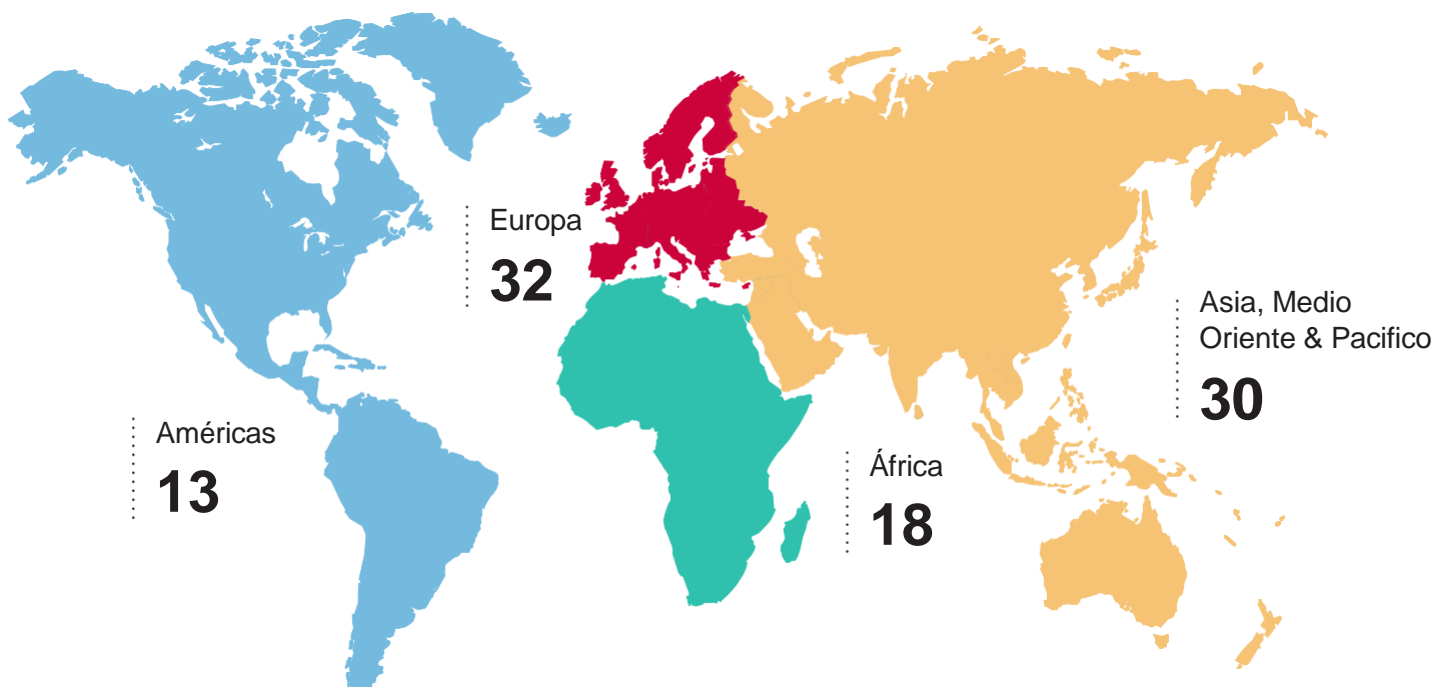 Europa
32
Asia, Medio
Oriente & Pacifico
30
Américas
13
África
18